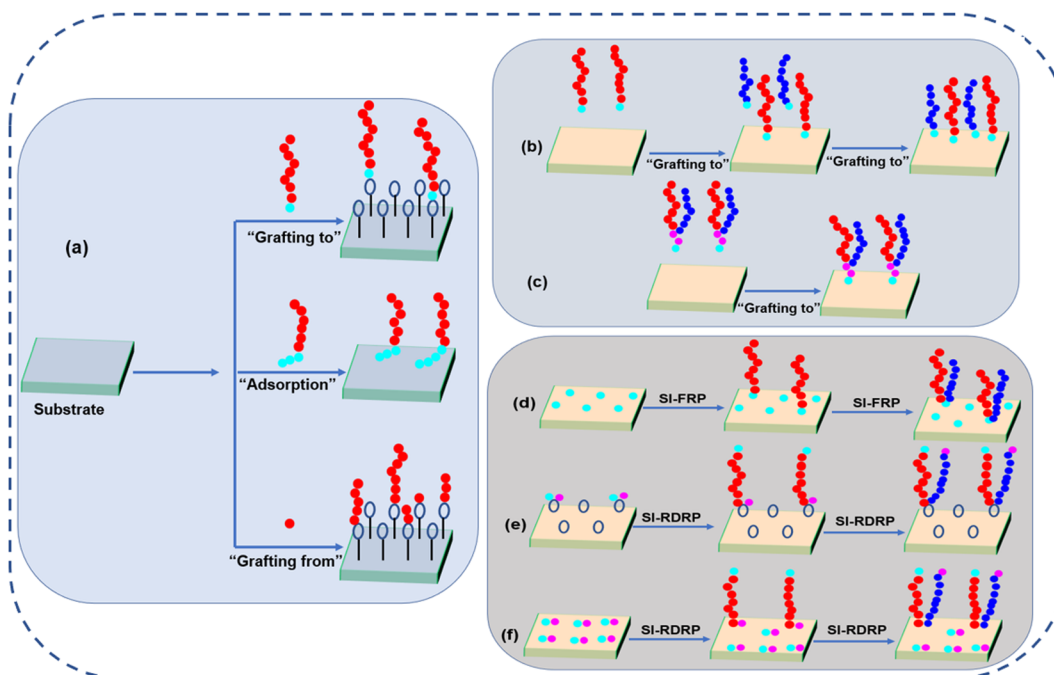 (a)
Substrate
“Grafting to”
“Adsorption”
“Grafting from”
(b)
“Grafting to”
“Grafting to”
(c)
“Grafting to”
(d)
SI-FRP
SI-FRP
(e)
SI-RDRP
SI-RDRP
(f)
SI-RDRP
SI-RDRP